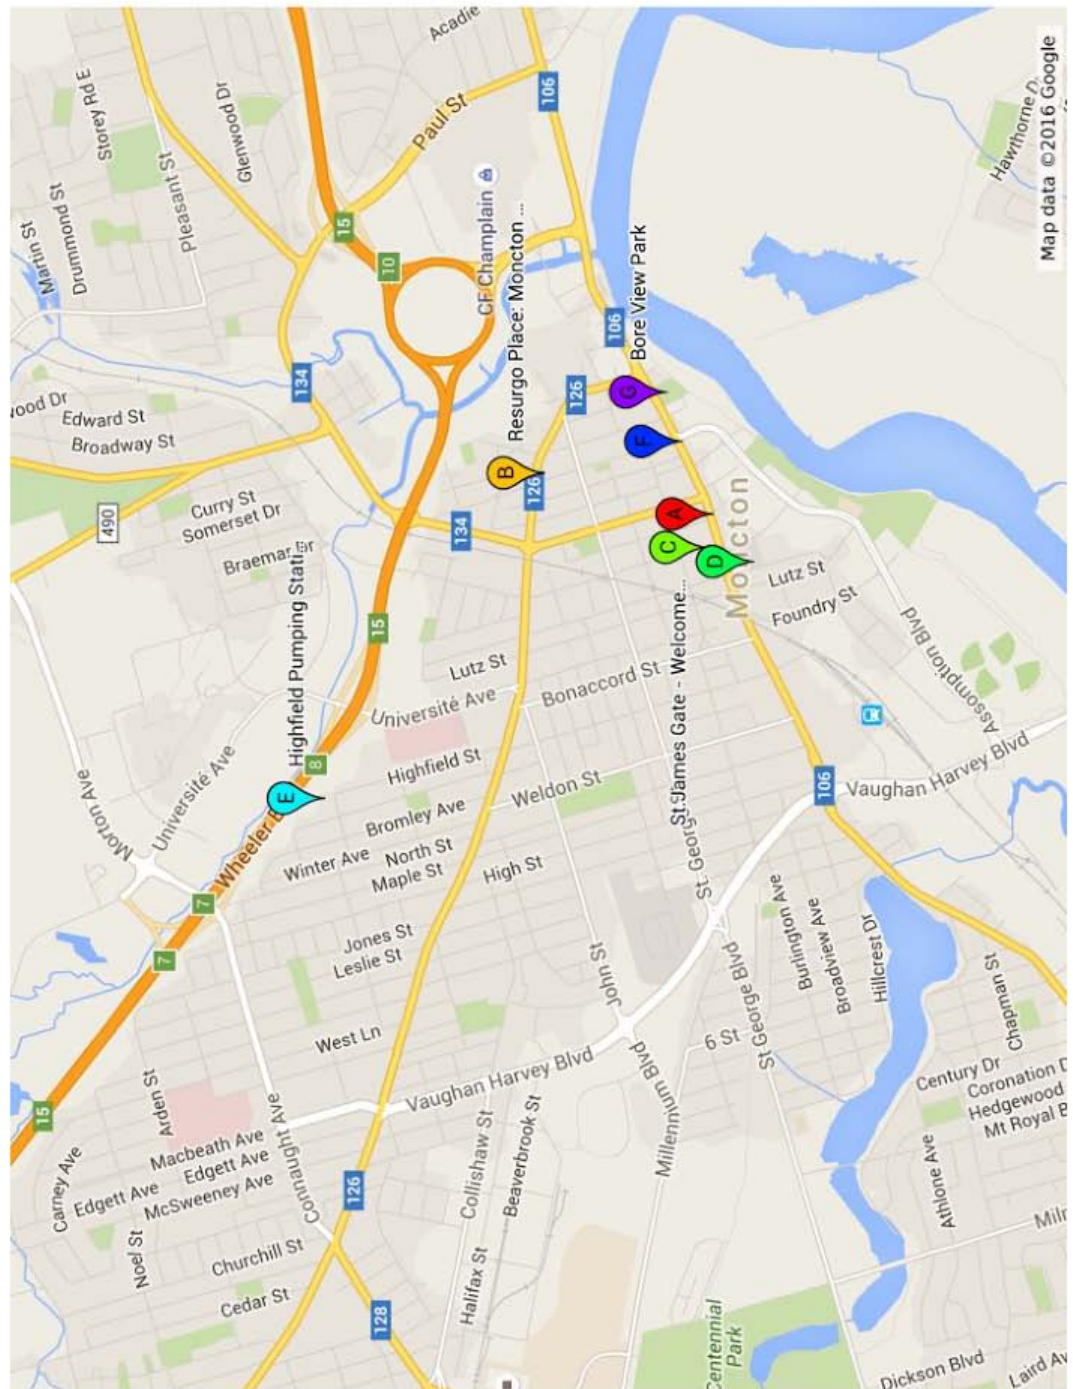 Acadie
Storey Rd E
Glenwood Dr
Paul St
106
Hawthorne D
Map data ©2016 Google
Martin St
Drummond St
Pleasant St
15
10
CF Champlain
Resurgo Place: Moncton ...
Bore View Park
106
134
126
wood Dr
Edward St
Broadway St
G
F
B
126
490
Curry St
Somerset Dr
Braemar Dr
134
A
C
D
Moncton
Lutz St
Foundry St
Highfield Pumping Stati...
15
Lutz St
Université Ave
Bonaccord St
St.James Gate - Welcome...
Assomption Blvd
Morton Ave
Université Ave
8
E
Wheeler B
Highfield St
Weldon St
Bromley Ave
Winter Ave
North St
Maple St
High St
St. Georg
106
Vaughan Harvey Blvd
7
7
Jones St
Leslie St
John St
St George Blvd
Burlington Ave
Broadview Ave
Hillcrest Dr
West Ln
6 St
Chapman St
15
Arden St
Vaughan Harvey Blvd
Millennium Blvd
Century Dr
Coronation D
Hedgewood
Mt Royal B
Carney Ave
Macbeath Ave
Edgett Ave
Edgett Ave
McSweeney Ave
Connaught Ave
126
Collishaw St
Beaverbrook St
Athlone Ave
Noel St
Churchill St
Cedar St
Halifax St
128
Centennial
Park
Dickson Blvd
Laird Av